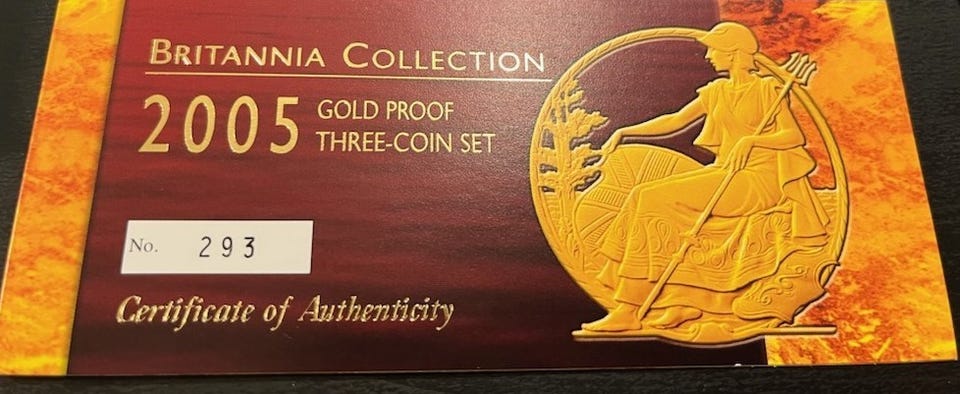 BRITANNIA COLLECTION
2005 GOLD PROOF
THREE-COIN SET
No. 293
Certificate of Authenticity